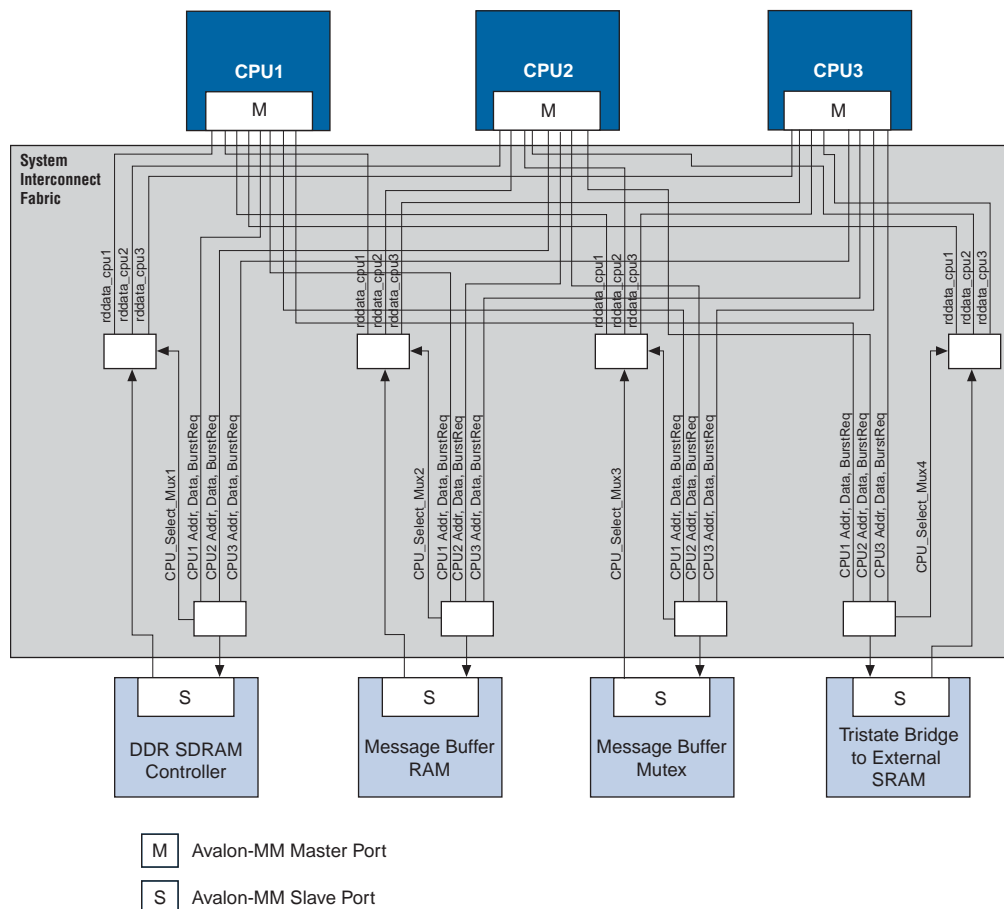 CPU1
CPU2
CPU3
M
M
M
System
Interconnect
Fabric
rddata_cpu1
rddata_cpu2
rddata_cpu3
rddata_cpu1
rddata_cpu2
rddata_cpu3
rddata_cpu1
rddata_cpu2
rddata_cpu3
rddata_cpu1
rddata_cpu2
rddata_cpu3
CPU_Select_Mux1
CPU1 Addr, Data, BurstReq
CPU2 Addr, Data, BurstReq
CPU3 Addr, Data, BurstReq
CPU_Select_Mux2
CPU1 Addr, Data, BurstReq
CPU2 Addr, Data, BurstReq
CPU3 Addr, Data, BurstReq
CPU_Select_Mux3
CPU1 Addr, Data, BurstReq
CPU2 Addr, Data, BurstReq
CPU3 Addr, Data, BurstReq
CPU1 Addr, Data, BurstReq
CPU2 Addr, Data, BurstReq
CPU3 Addr, Data, BurstReq
CPU_Select_Mux4
S
S
S
S
DDR SDRAM
Controller
Message Buffer
RAM
Message Buffer
Mutex
Tristate Bridge
to External
SRAM
M Avalon-MM Master Port
S Avalon-MM Slave Port